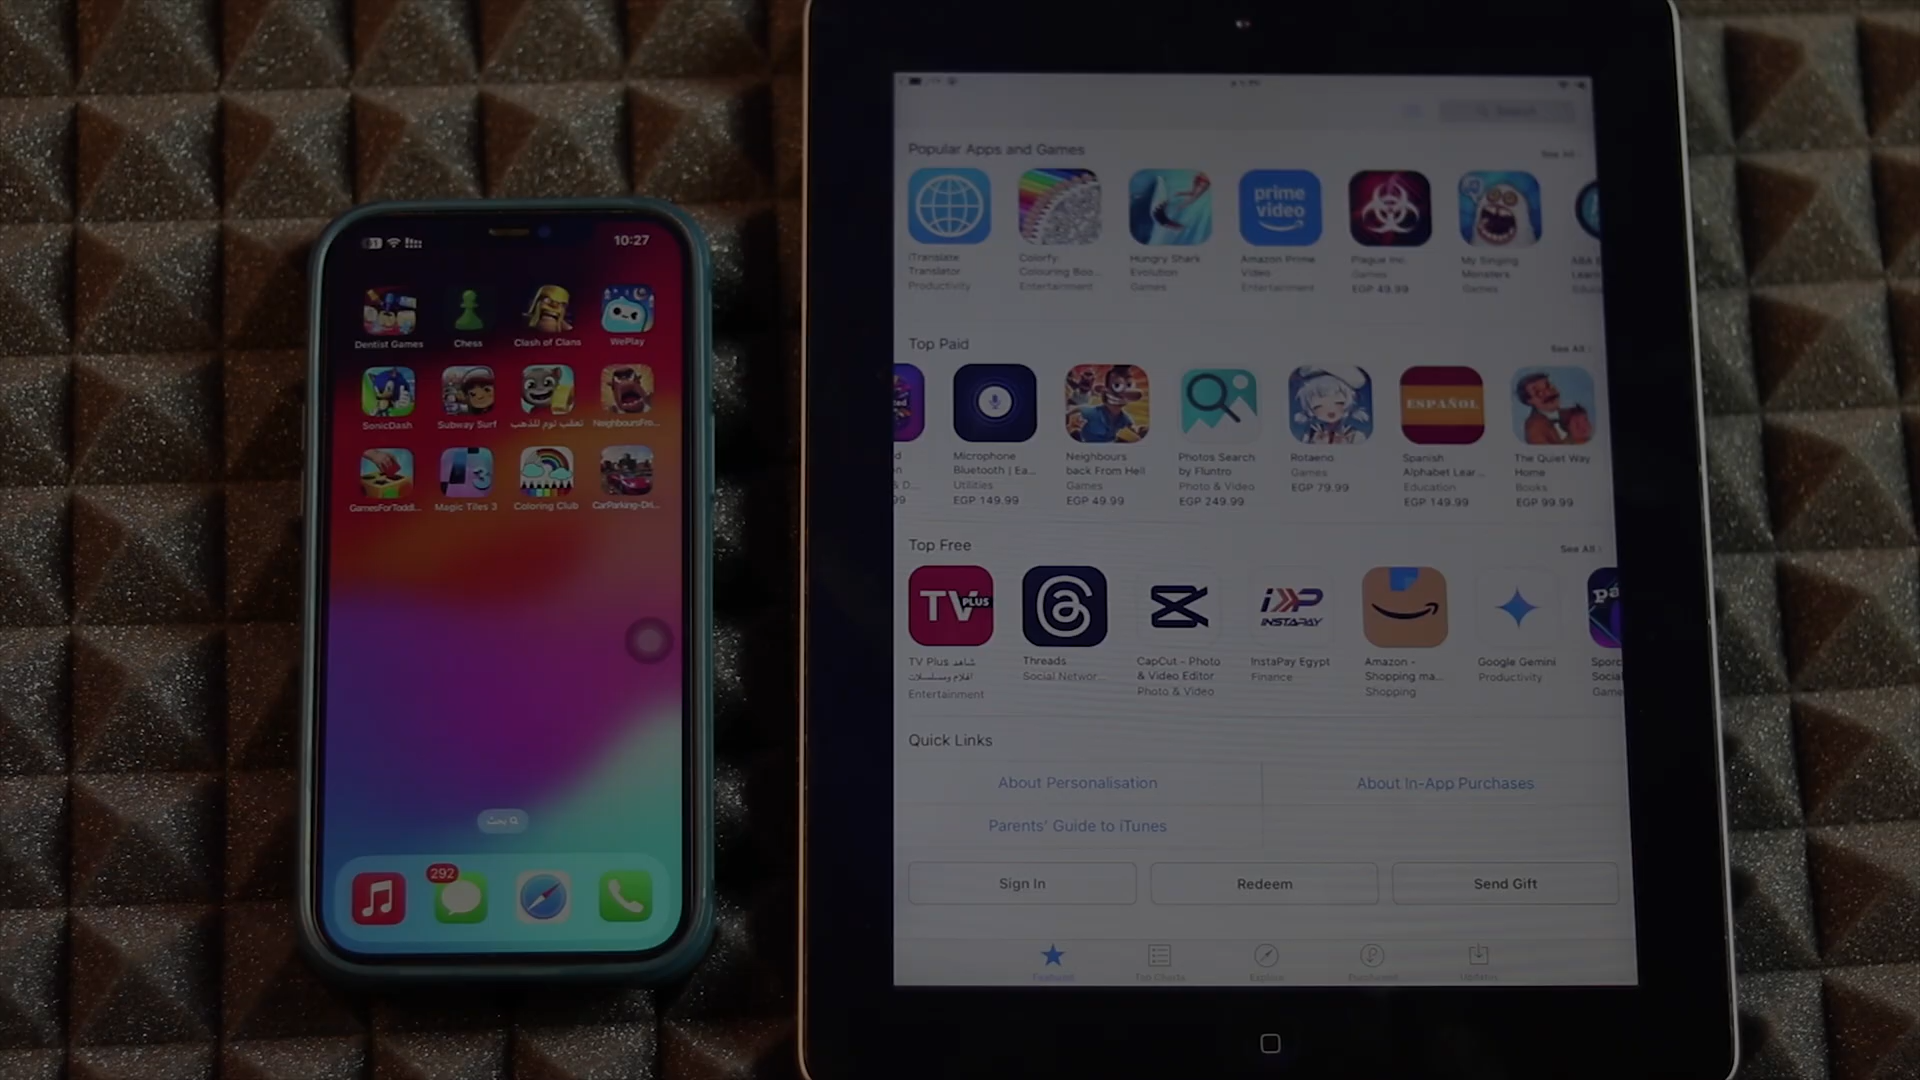 10:27
Dentist Games
Chess
Clash of Clans
WePlay
SonicDash
Subway Surf
تعقب توم للذهب
NeighboursFro...
GamesForToddl...
Magic Tiles 3
Coloring Club
CarParking-Dri...
بحث
292
Search
Popular Apps and Games
See All
prime
video
iTranslate
Translator
Productivity
Colorfy:
Colouring Boo...
Entertainment
Hungry Shark
Evolution
Games
Amazon Prime
Video
Entertainment
Plague Inc.
Games
EGP 49.99
My Singing
Monsters
Games
Top Paid
See All
ESPAÑOL
Microphone
Bluetooth | Ea...
Utilities
EGP 149.99
Neighbours
back From Hell
Games
EGP 49.99
Photos Search
by Fluntro
Photo & Video
EGP 249.99
Rotaeno
Games
EGP 79.99
Spanish
Alphabet Lear...
Education
EGP 149.99
The Quiet Way
Home
Books
EGP 99.99
Top Free
See All
TV PLUS
INSTAPAY
TV Plus شاهد
افلام ومسلسلات
Entertainment
Threads
Social Networ...
CapCut - Photo
& Video Editor
Photo & Video
InstaPay Egypt
Finance
Amazon -
Shopping ma...
Shopping
Google Gemini
Productivity
Quick Links
About Personalisation
About In-App Purchases
Parents' Guide to iTunes
Sign In
Redeem
Send Gift
Featured
Top Charts
Explore
Purchased
Updates